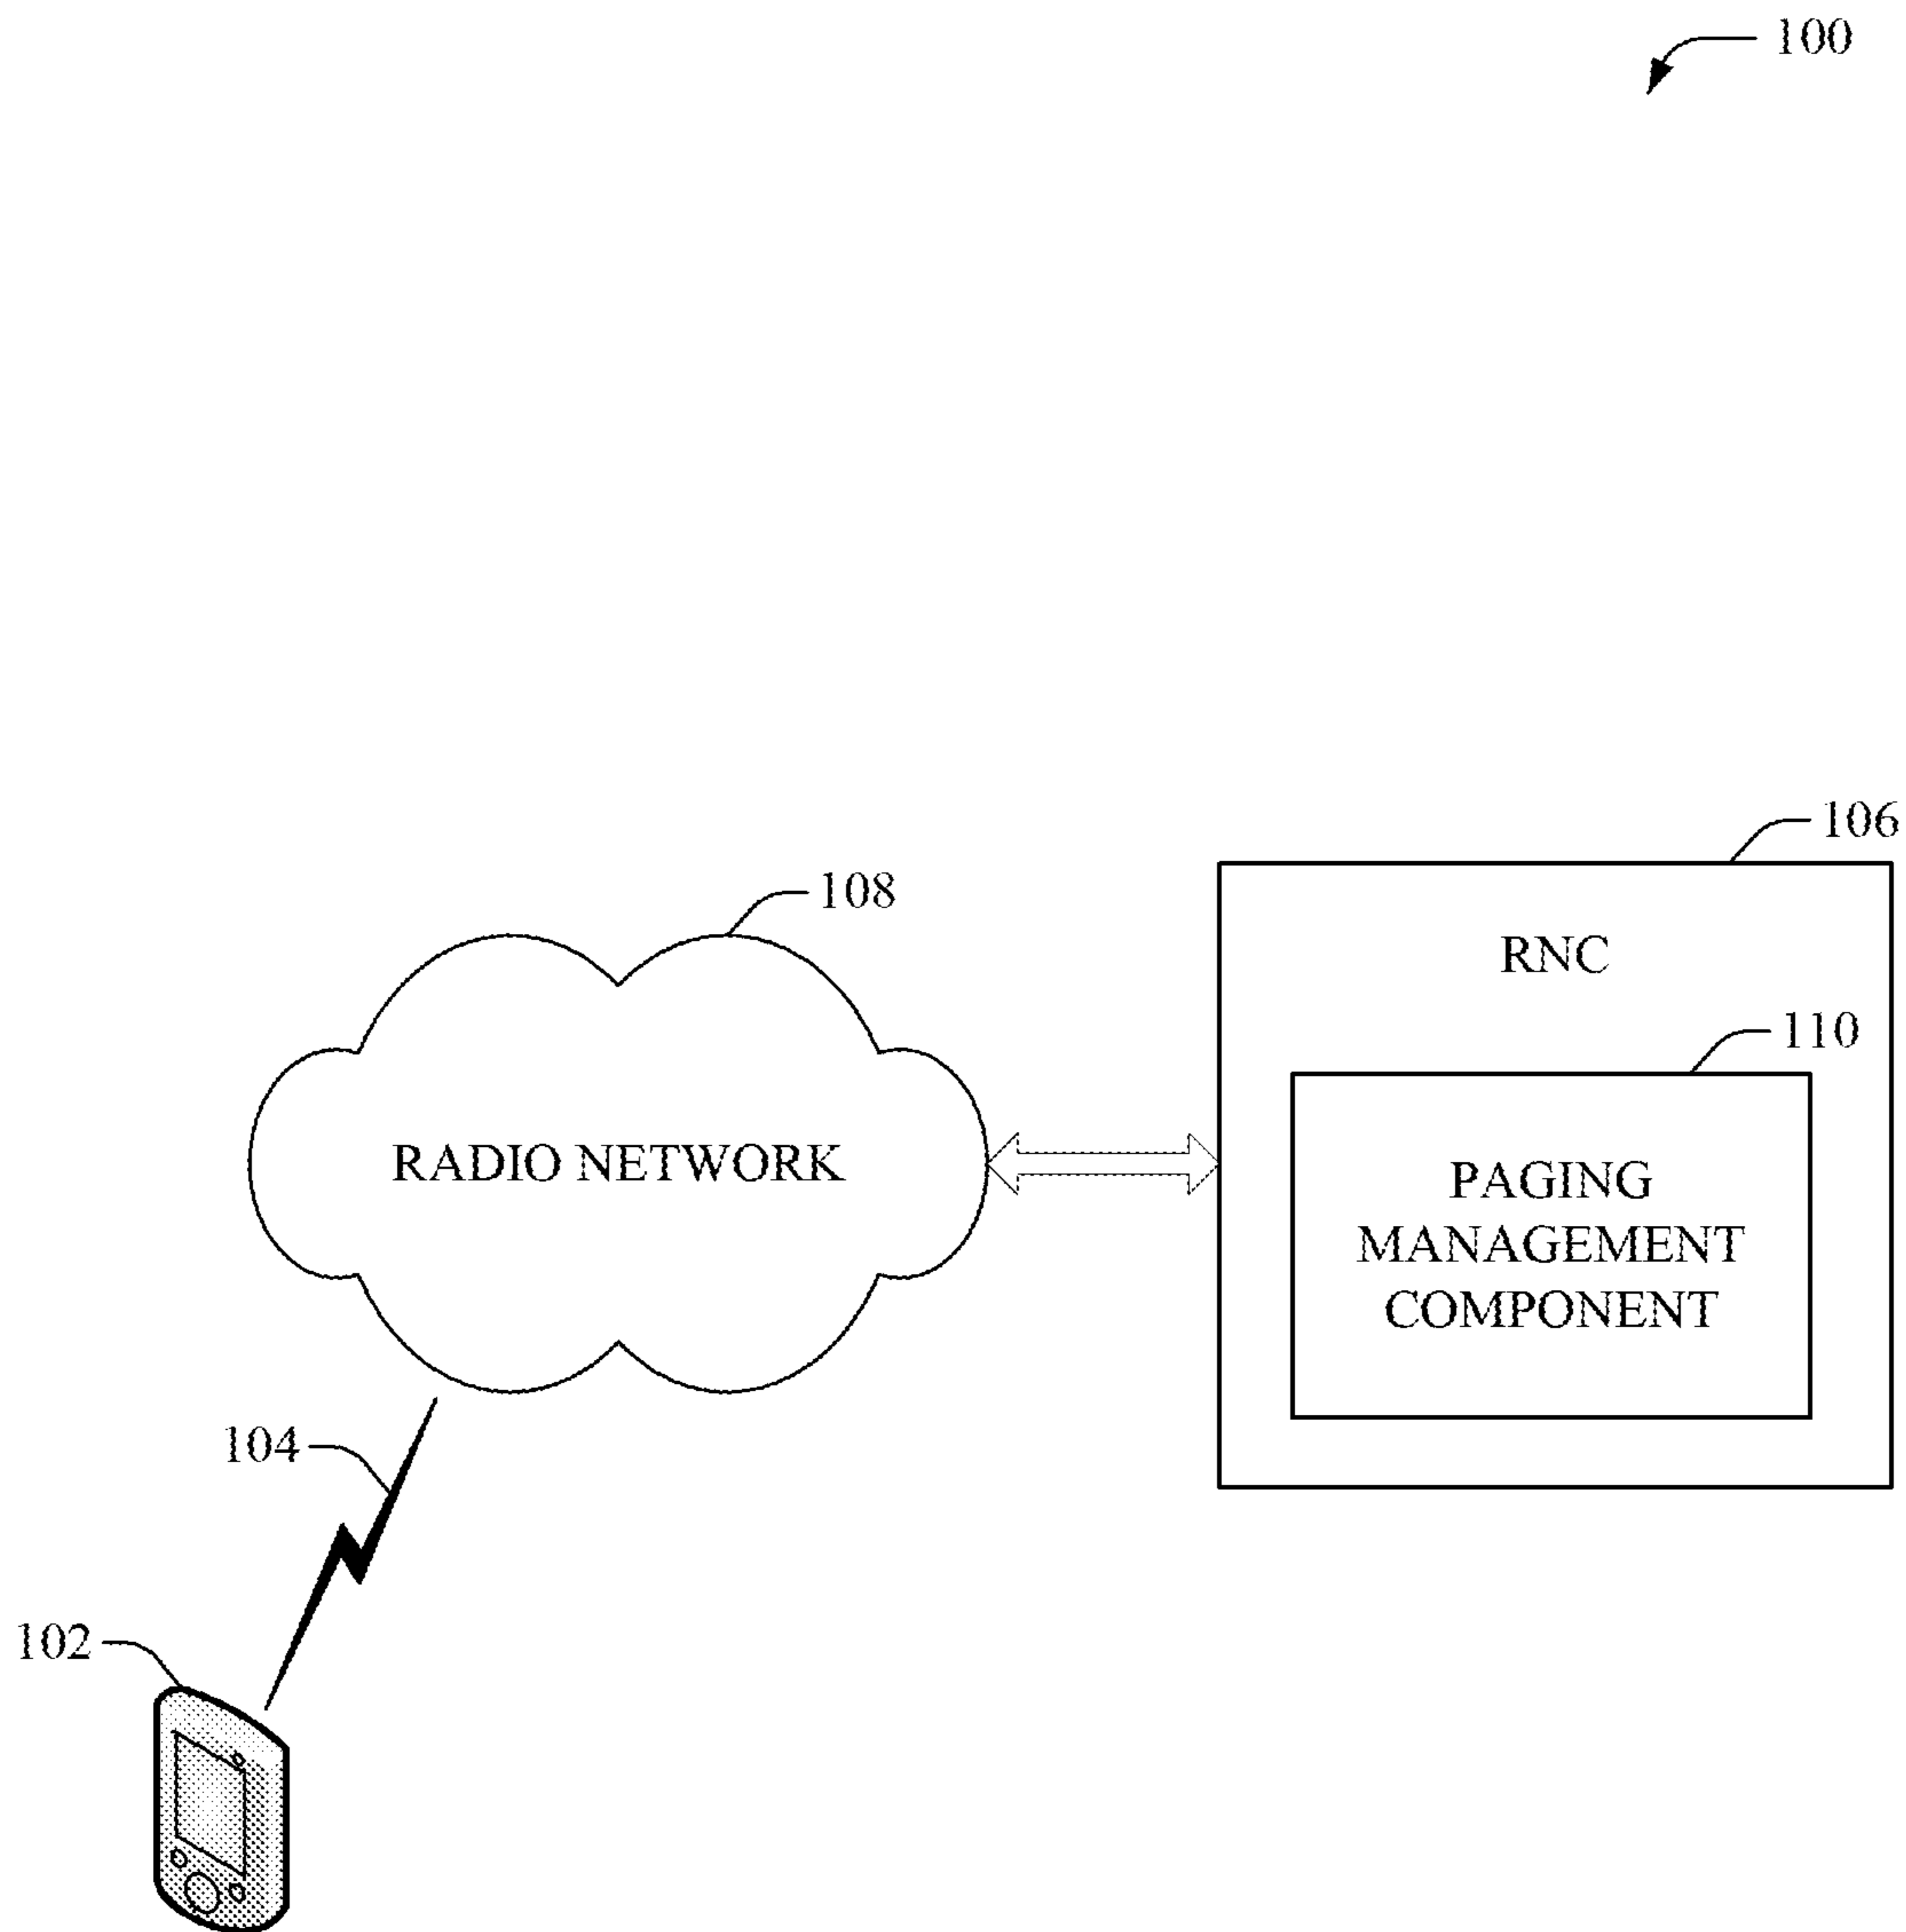 100
106
108
RNC
110
RADIO NETWORK
PAGING
MANAGEMENT
COMPONENT
104
102